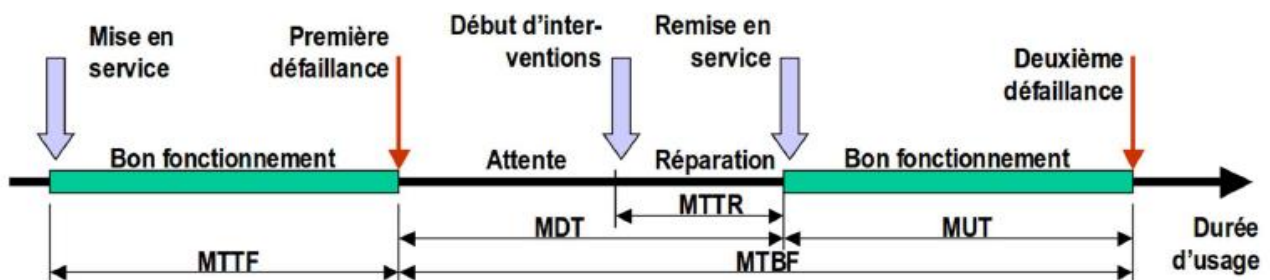 Mise en
service
Première
défaillance
Début d'inter-
ventions
Remise en
service
Deuxième
défaillance
Bon fonctionnement
Attente
Réparation
Bon fonctionnement
MTTR
MDT
MUT
Durée
d'usage
MTTF
MTBF